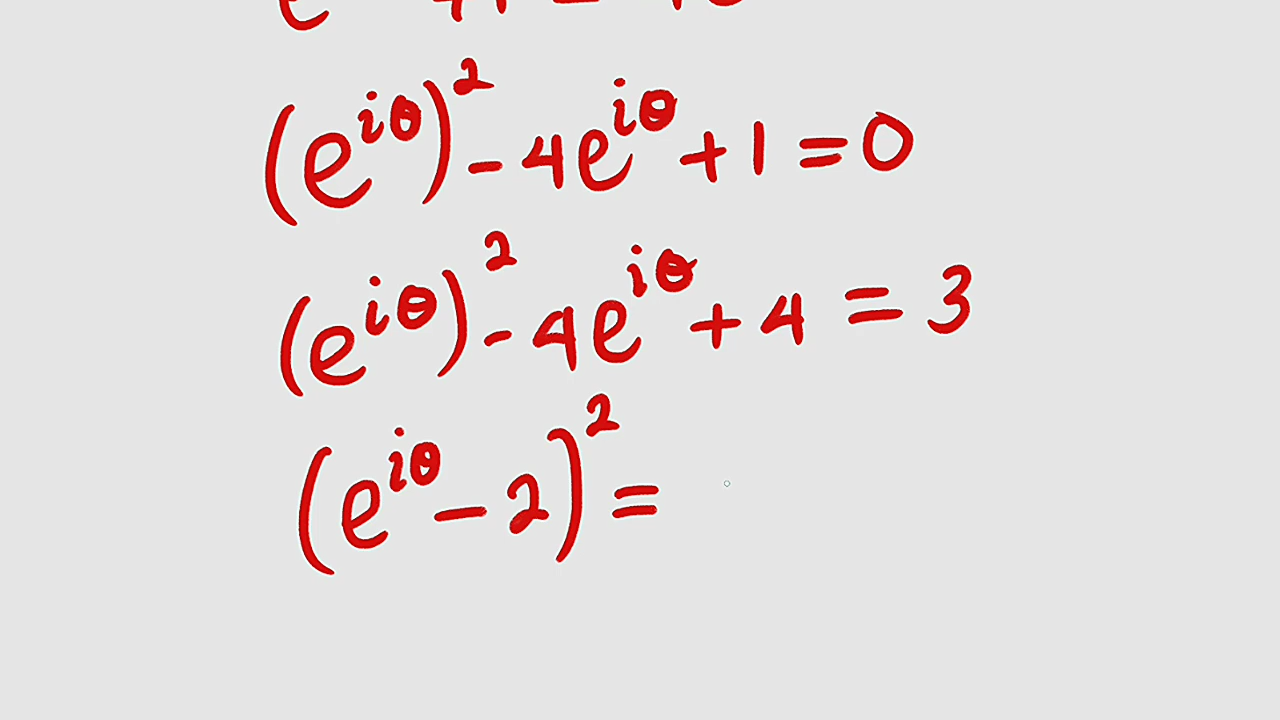 (e^{iθ})^2 - 4e^{iθ} + 1 = 0
(e^{iθ})^2 - 4e^{iθ} + 4 = 3
(e^{iθ} - 2)^2 =